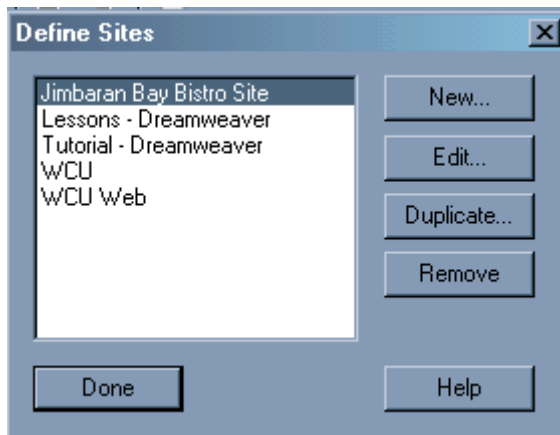 Define Sites
Jimbaran Bay Bistro Site
Lessons - Dreamweaver
Tutorial - Dreamweaver
WCU
WCU Web
New...
Edit...
Duplicate...
Remove
Done
Help